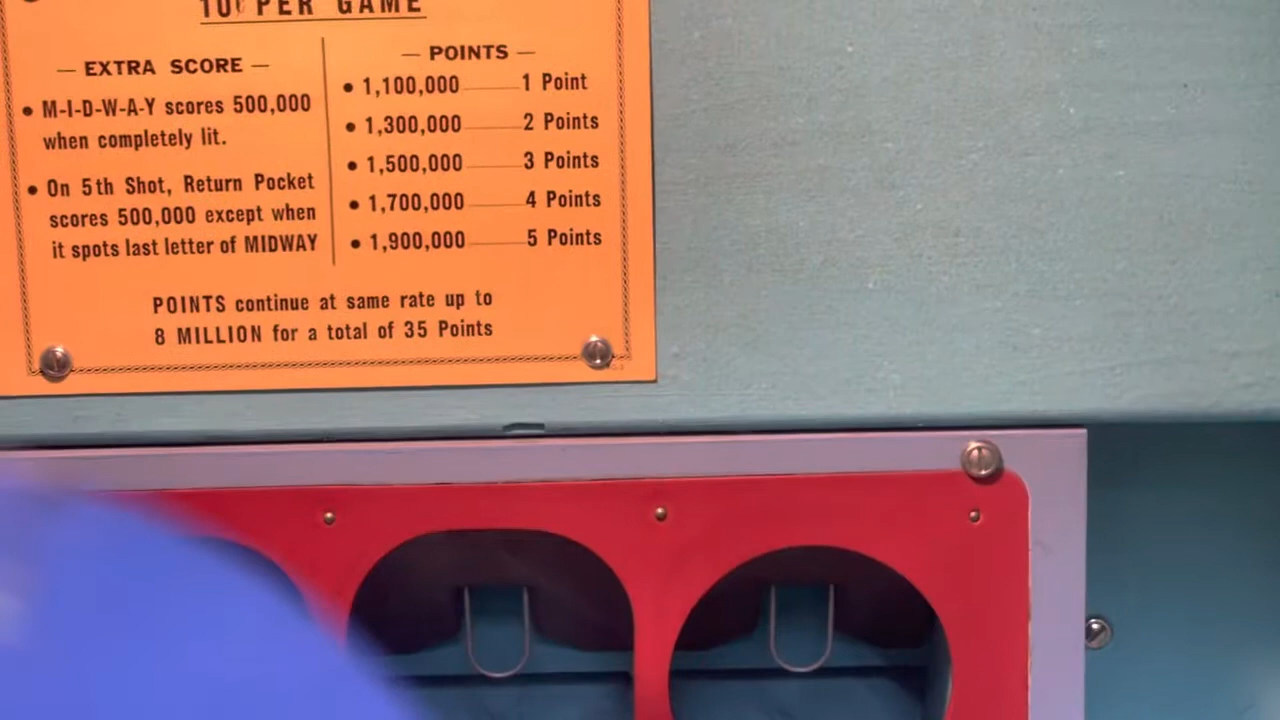 10¢ PER GAME
— EXTRA SCORE —
• M-I-D-W-A-Y scores 500,000
when completely lit.
• On 5th Shot, Return Pocket
scores 500,000 except when
it spots last letter of MIDWAY
— POINTS —
• 1,100,000 1 Point
• 1,300,000 2 Points
• 1,500,000 3 Points
• 1,700,000 4 Points
• 1,900,000 5 Points
POINTS continue at same rate up to
8 MILLION for a total of 35 Points